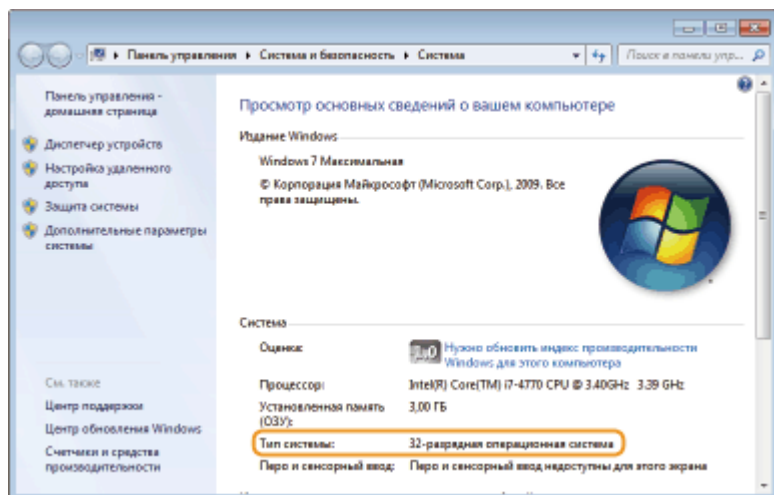 Панель управления ▸ Система и безопасность ▸ Система
Поиск в панели упр...
Панель управления -
домашняя страница
Диспетчер устройств
Настройка удаленного
доступа
Защита системы
Дополнительные параметры
системы
См. также
Центр поддержки
Центр обновления Windows
Счетчики и средства
производительности
Просмотр основных сведений о вашем компьютере
Издание Windows
Windows 7 Максимальная
© Корпорация Майкрософт (Microsoft Corp.), 2009. Все
права защищены.
Система
Оценка:
1,0 Нужно обновить индекс производительности
Windows для этого компьютера
Процессор: Intel(R) Core(TM) i7-4770 CPU @ 3.40GHz 3.39 GHz
Установленная память
(ОЗУ): 3,00 ГБ
Тип системы: 32-разрядная операционная система
Перо и сенсорный ввод: Перо и сенсорный ввод недоступны для этого экрана